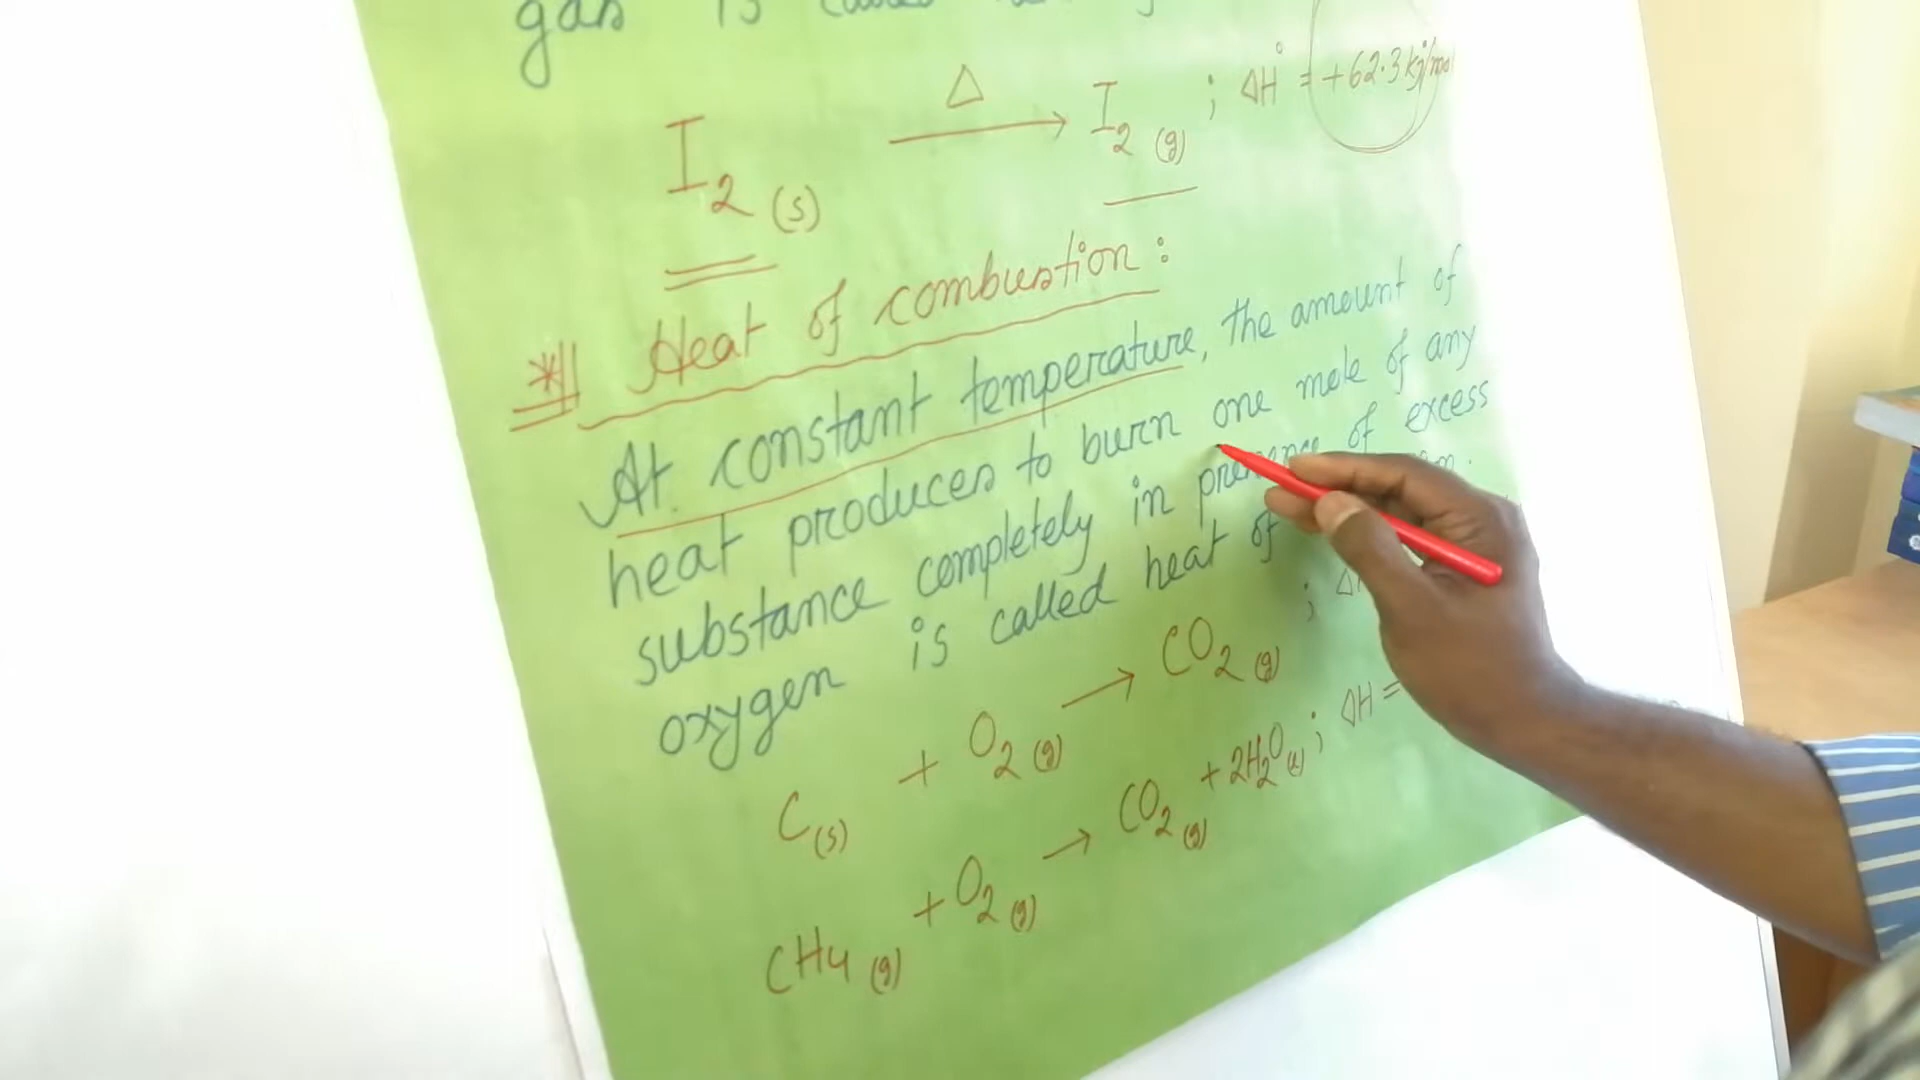 gas is called
I2 (s) △→ I2 (g) ; ΔH° = +62.3 kj/mol
*// Heat of combustion :
At constant temperature, the amount of
heat produces to burn one mole of any
substance completely in presence of excess
oxygen is called heat of
C(s) + O2 (g) → CO2 (g) ; Δ
CH4 (g) + O2 (g) → CO2 (g) + 2H2O ; ΔH =